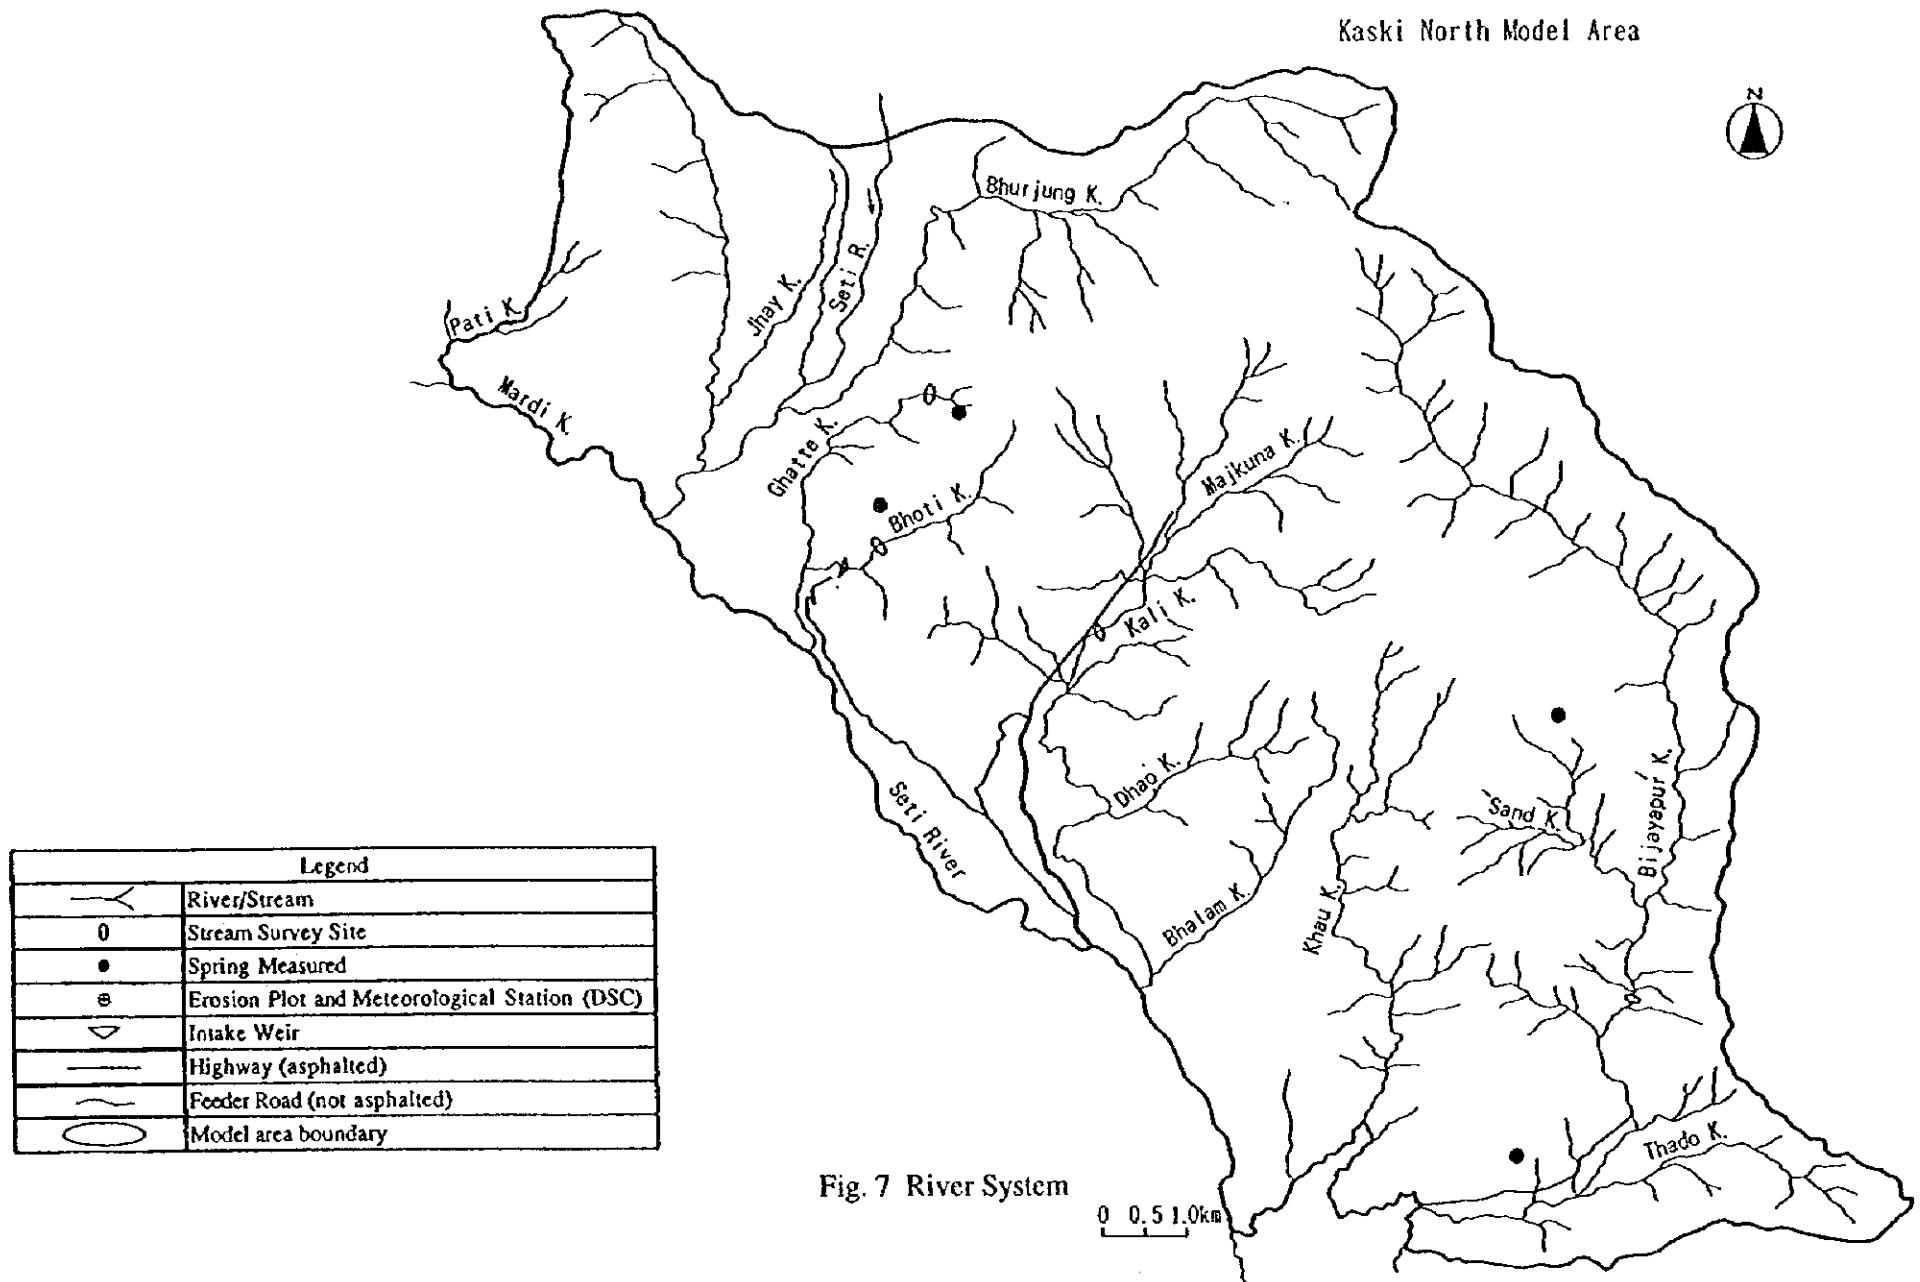 Kaski North Model Area
N
Bhurjung K.
Seti R.
Jhay K.
Pati K.
Mardi K.
Ghatte K.
Bhoti K.
Majkuna K.
Kali K.
Dhao K.
Seti River
Sand K.
Bijayapur K.
Bhalam K.
Khau K.
Thado K.
Legend
River/Stream
0 Stream Survey Site
Spring Measured
Erosion Plot and Meteorological Station (DSC)
Intake Weir
Highway (asphalted)
Feeder Road (not asphalted)
Model area boundary
Fig. 7 River System
0 0.5 1.0km